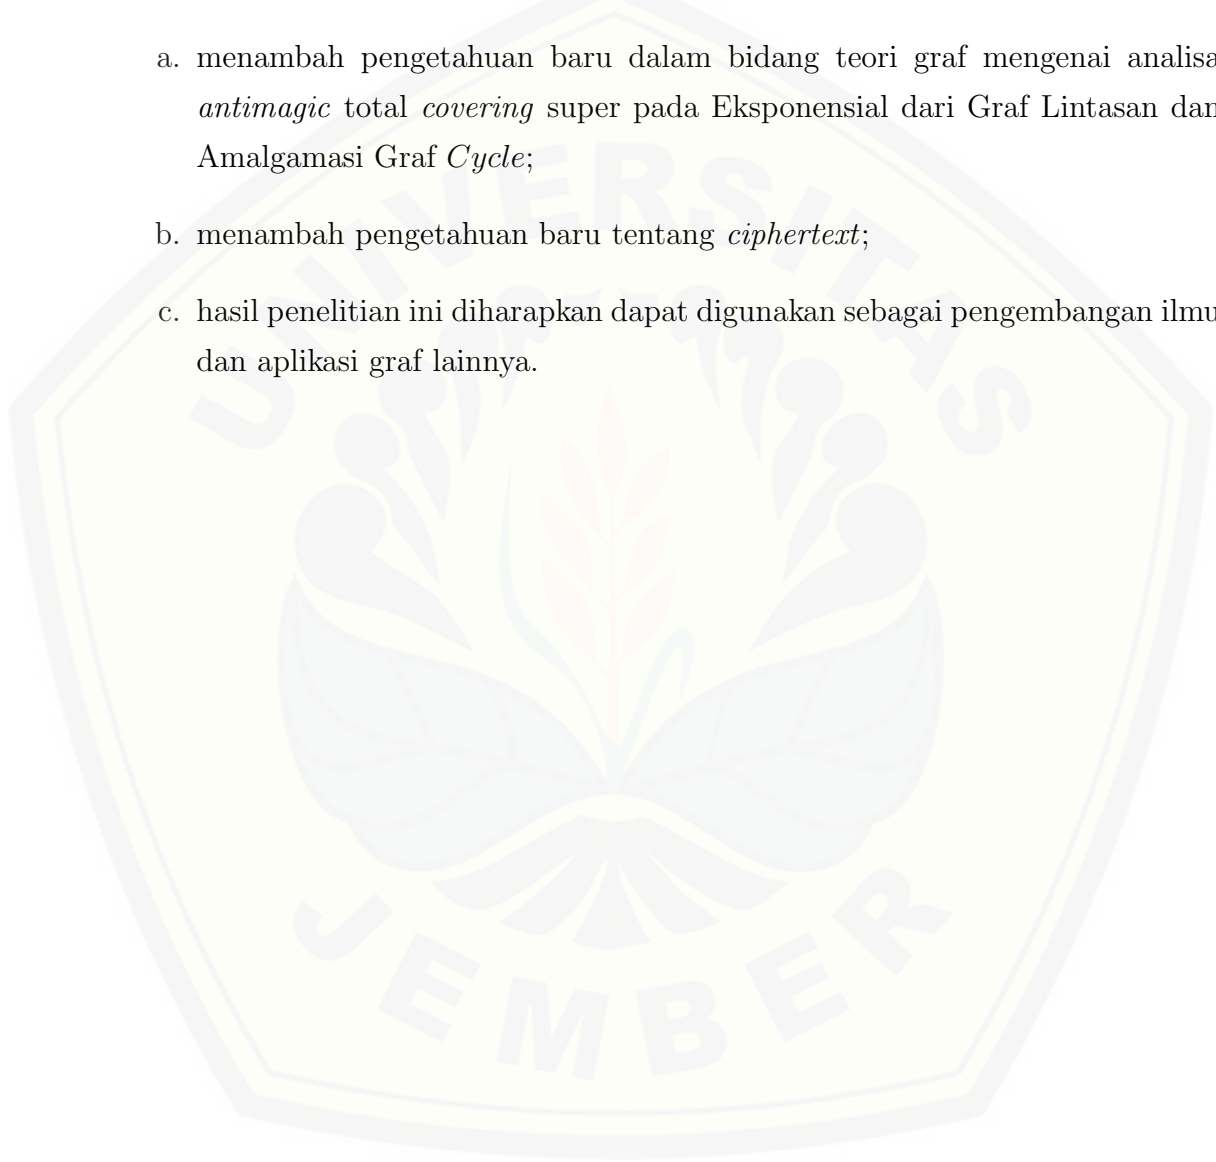 a. menambah pengetahuan baru dalam bidang teori graf mengenai analisa
antimagic total covering super pada Eksponensial dari Graf Lintasan dan
Amalgamasi Graf Cycle;
b. menambah pengetahuan baru tentang ciphertext;
c. hasil penelitian ini diharapkan dapat digunakan sebagai pengembangan ilmu
dan aplikasi graf lainnya.
UNIVERSITAS
JEMBER